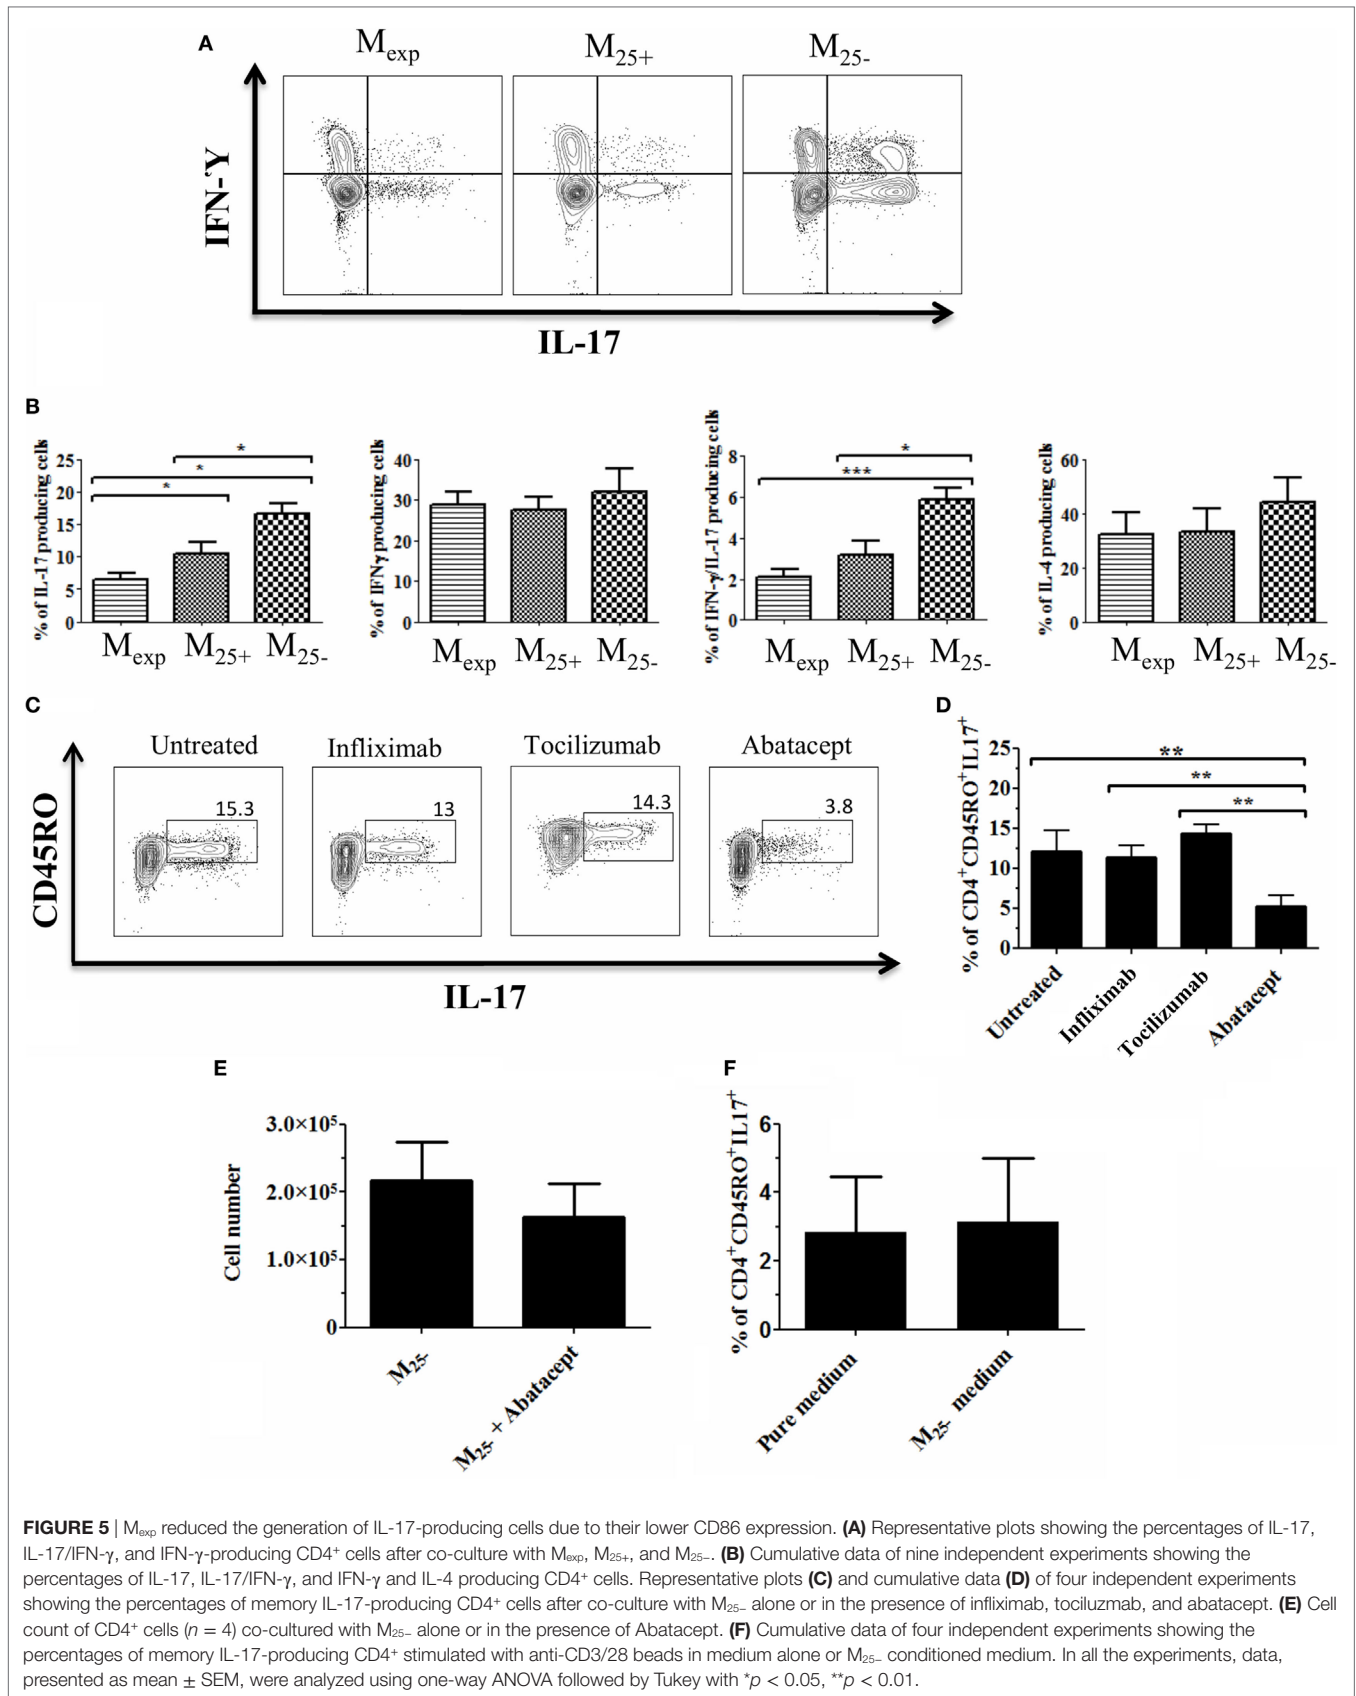 A
Mexp M25+ M25-
IFN-Ύ
IL-17
B
% of IL-17 producing cells
25
20
15
10
5
0
*
*
*
Mexp M25+ M25-
% of IFNγ producing cells
40
30
20
10
0
Mexp M25+ M25-
% of IFN-γ/IL-17 producing cells
8
6
4
2
0
*
***
Mexp M25+ M25-
% of IL-4 producing cells
60
40
20
0
Mexp M25+ M25-
C
Untreated Infliximab Tocilizumab Abatacept
15.3 13 14.3 3.8
CD45RO
IL-17
D
% of CD4+CD45RO+IL17+
25
20
15
10
5
0
**
**
**
Untreated Infliximab Tocilizumab Abatacept
E
Cell number
3.0×10⁵
2.0×10⁵
1.0×10⁵
0
M25- M25- + Abatacept
F
% of CD4+CD45RO+IL17+
6
4
2
0
Pure medium M25- medium
FIGURE 5 | Mexp reduced the generation of IL-17-producing cells due to their lower CD86 expression. (A) Representative plots showing the percentages of IL-17,
IL-17/IFN-γ, and IFN-γ-producing CD4+ cells after co-culture with Mexp, M25+, and M25−. (B) Cumulative data of nine independent experiments showing the
percentages of IL-17, IL-17/IFN-γ, and IFN-γ and IL-4 producing CD4+ cells. Representative plots (C) and cumulative data (D) of four independent experiments
showing the percentages of memory IL-17-producing CD4+ cells after co-culture with M25− alone or in the presence of infliximab, tociluzmab, and abatacept. (E) Cell
count of CD4+ cells (n = 4) co-cultured with M25− alone or in the presence of Abatacept. (F) Cumulative data of four independent experiments showing the
percentages of memory IL-17-producing CD4+ stimulated with anti-CD3/28 beads in medium alone or M25− conditioned medium. In all the experiments, data,
presented as mean ± SEM, were analyzed using one-way ANOVA followed by Tukey with *p < 0.05, **p < 0.01.